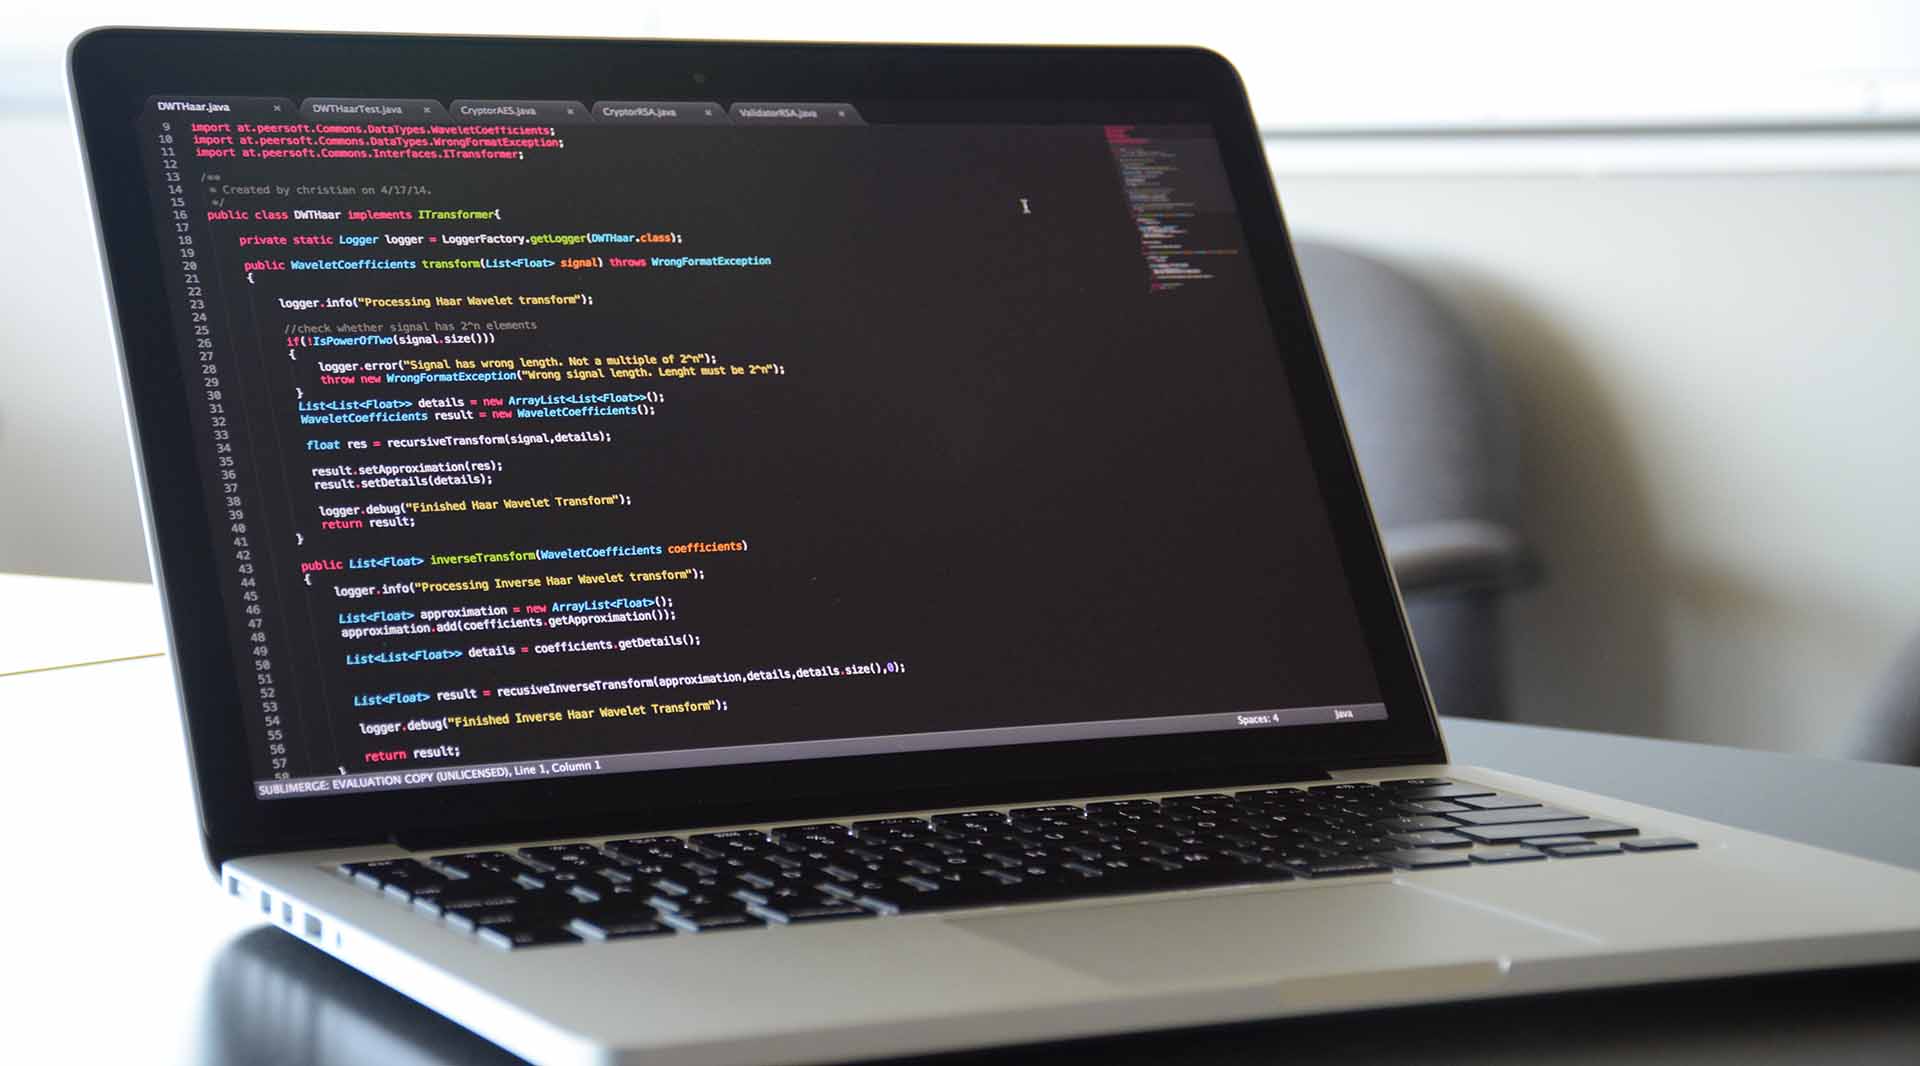 DWTHaar.java × DWTHaarTest.java × CryptorAES.java × CryptorRSA.java × ValidatorRSA.java ×
9 import at.peersoft.Commons.DataTypes.WaveletCoefficients;
10 import at.peersoft.Commons.DataTypes.WrongFormatException;
11 import at.peersoft.Commons.Interfaces.ITransformer;
12
13 /**
14 * Created by christian on 4/17/14.
15 */
16 public class DWTHaar implements ITransformer{
17
18 private static Logger logger = LoggerFactory.getLogger(DWTHaar.class);
19
20 public WaveletCoefficients transform(List<Float> signal) throws WrongFormatException
21 {
22
23 logger.info("Processing Haar Wavelet transform");
24
25 //check whether signal has 2^n elements
26 if(!IsPowerOfTwo(signal.size()))
27 {
28 logger.error("Signal has wrong length. Not a multiple of 2^n");
29 throw new WrongFormatException("Wrong signal length. Lenght must be 2^n");
30 }
31 List<List<Float>> details = new ArrayList<List<Float>>();
32 WaveletCoefficients result = new WaveletCoefficients();
33
34 float res = recursiveTransform(signal,details);
35
36 result.setApproximation(res);
37 result.setDetails(details);
38
39 logger.debug("Finished Haar Wavelet Transform");
40 return result;
41 }
42
43 public List<Float> inverseTransform(WaveletCoefficients coefficients)
44 {
45 logger.info("Processing Inverse Haar Wavelet transform");
46
47 List<Float> approximation = new ArrayList<Float>();
48 approximation.add(coefficients.getApproximation());
49
50 List<List<Float>> details = coefficients.getDetails();
51
52
53 List<Float> result = recusiveInverseTransform(approximation,details,details.size(),0);
54
55 logger.debug("Finished Inverse Haar Wavelet Transform");
56
57 return result;
58 }
SUBLIMERGE: EVALUATION COPY (UNLICENSED), Line 1, Column 1 Spaces: 4 Java